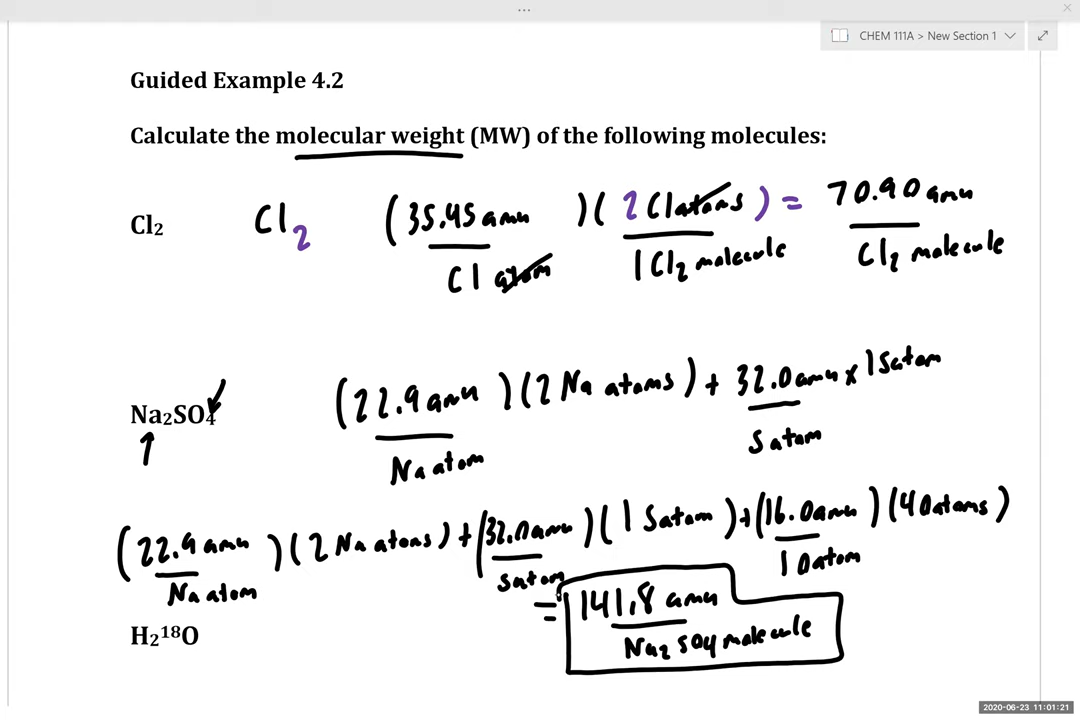 CHEM 111A > New Section 1
Guided Example 4.2
Calculate the molecular weight (MW) of the following molecules:
Cl₂ Cl₂ (35.45 amu / Cl atom)(2 Cl atoms / 1 Cl₂ molecule) = 70.90 amu / Cl₂ molecule
Na₂SO₄ (22.9 amu / Na atom)(2 Na atoms) + 32.0 amu / S atom × 1 S atom
(22.9 amu / Na atom)(2 Na atoms) + (32.0 amu / S atom)(1 S atom) + (16.0 amu / 1 O atom)(4 O atoms)
= 141.8 amu / Na₂SO₄ molecule
H₂¹⁸O
2020-06-23 11:01:21